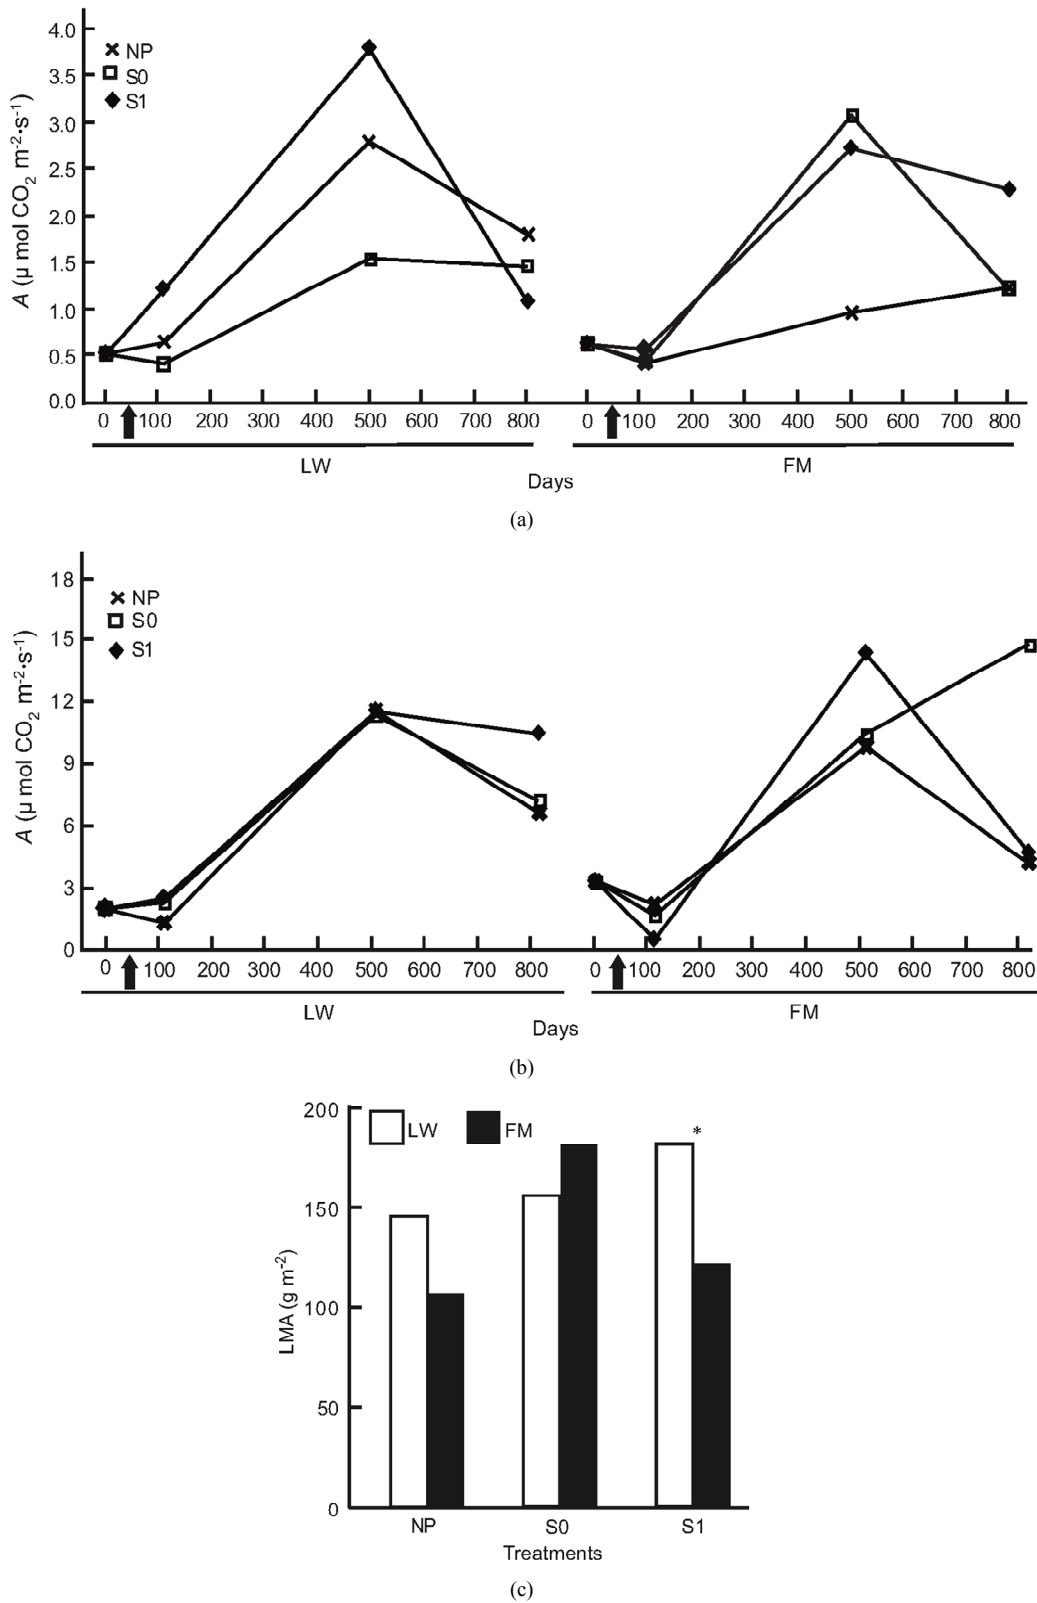 4.0
3.5
3.0
2.5
2.0
1.5
1.0
0.5
0.0
A (μ mol CO₂ m⁻²•s⁻¹)
NP
S0
S1
0 100 200 300 400 500 600 700 800 0 100 200 300 400 500 600 700 800
LW FM
Days
(a)
18
15
12
9
6
3
0
A (μ mol CO₂ m⁻²•s⁻¹)
NP
S0
S1
0 100 200 300 400 500 600 700 800 0 100 200 300 400 500 600 700 800
LW FM
Days
(b)
200
150
100
50
0
LMA (g m⁻²)
LW FM
*
NP S0 S1
Treatments
(c)